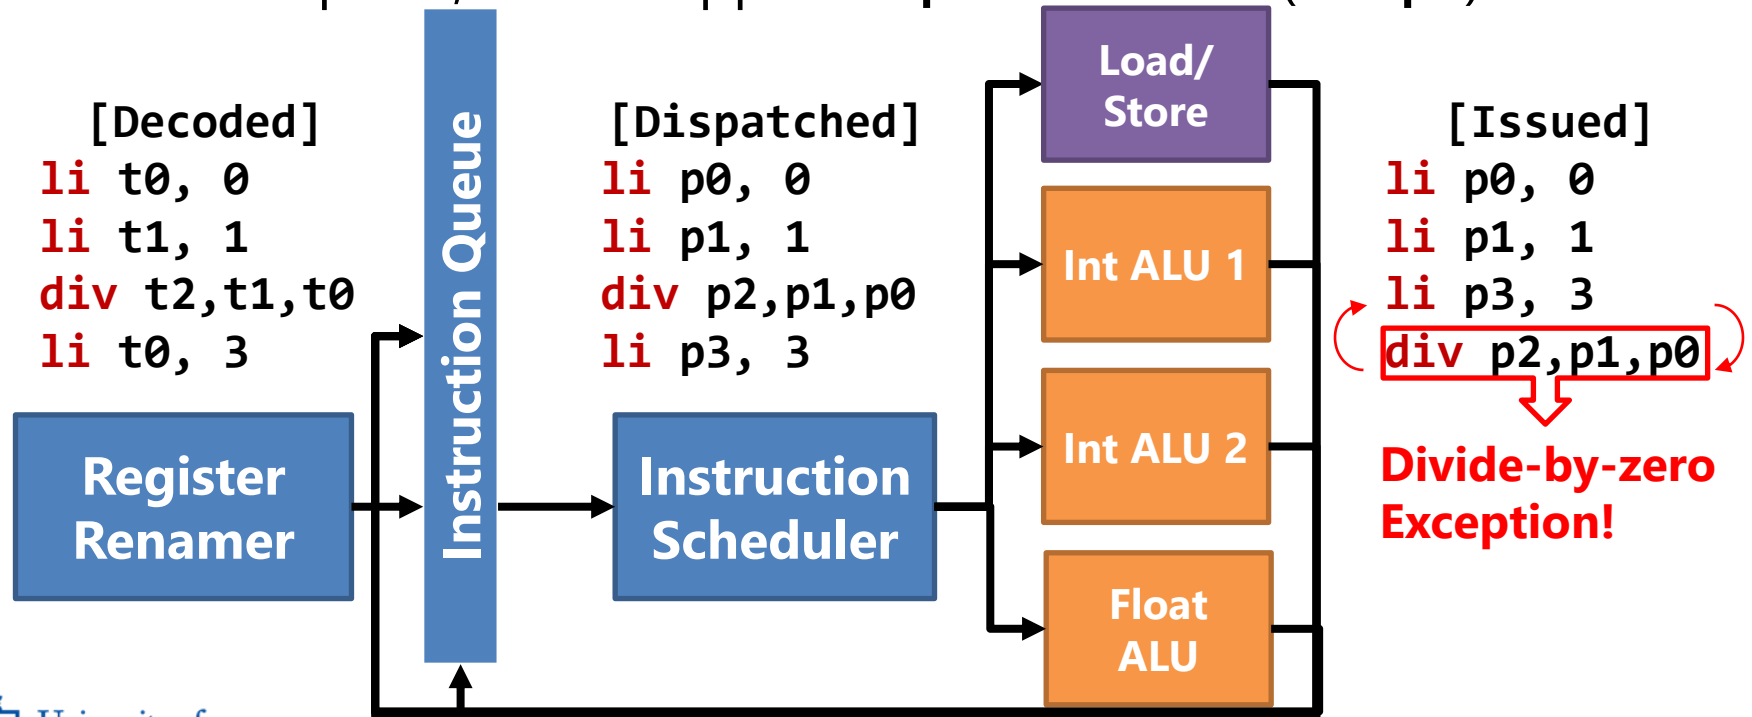 [Decoded]
li t0, 0
li t1, 1
div t2,t1,t0
li t0, 3
Register
Renamer
Instruction Queue
[Dispatched]
li p0, 0
li p1, 1
div p2,p1,p0
li p3, 3
Instruction
Scheduler
Load/
Store
Int ALU 1
Int ALU 2
Float
ALU
[Issued]
li p0, 0
li p1, 1
li p3, 3
div p2,p1,p0
Divide-by-zero
Exception!